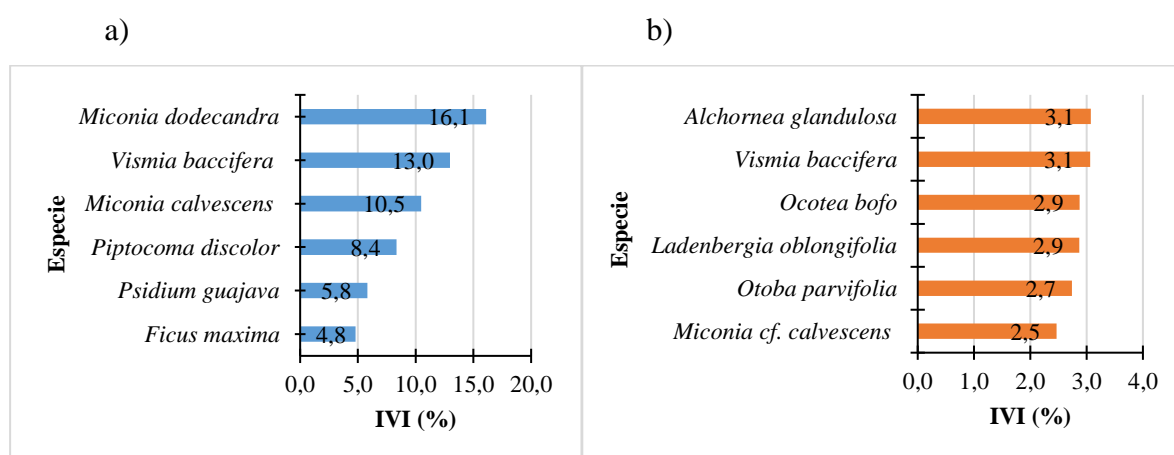 a)
Especie
Miconia dodecandra 16,1
Vismia baccifera 13,0
Miconia calvescens 10,5
Piptocoma discolor 8,4
Psidium guajava 5,8
Ficus maxima 4,8
0,0 5,0 10,0 15,0 20,0
IVI (%)
b)
Especie
Alchornea glandulosa 3,1
Vismia baccifera 3,1
Ocotea bofo 2,9
Ladenbergia oblongifolia 2,9
Otoba parvifolia 2,7
Miconia cf. calvescens 2,5
0,0 1,0 2,0 3,0 4,0
IVI (%)